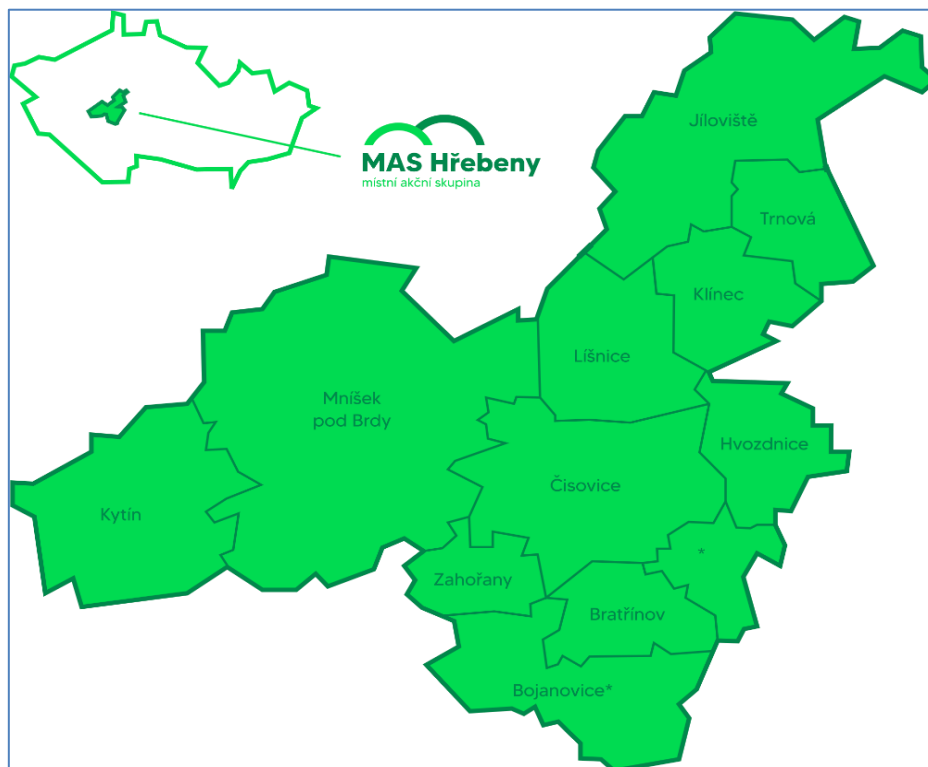 MAS Hřebeny
místní akční skupina
Jíloviště
Trnová
Klínec
Líšnice
Mníšek
pod Brdy
Hvozdnice
Čisovice
Kytín
*
Zahořany
Bratřínov
Bojanovice*